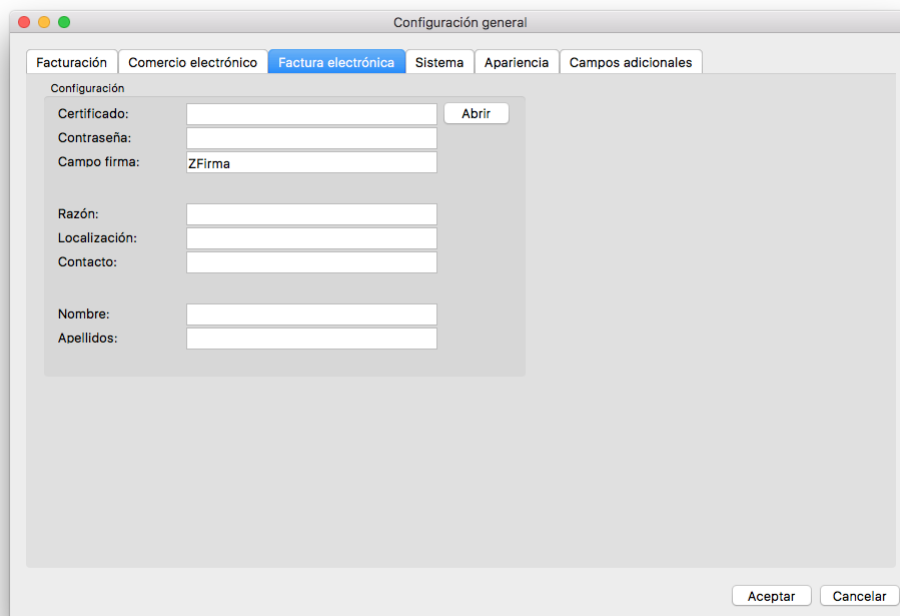 Configuración general
Facturación Comercio electrónico Factura electrónica Sistema Apariencia Campos adicionales
Configuración
Certificado: Abrir
Contraseña:
Campo firma: ZFirma
Razón:
Localización:
Contacto:
Nombre:
Apellidos:
Aceptar Cancelar